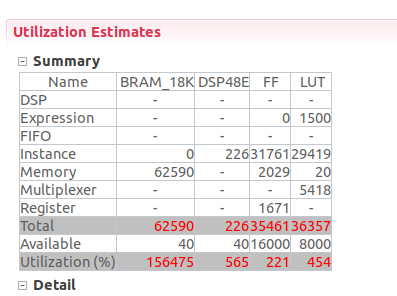 Utilization Estimates
Summary
Name BRAM_18K DSP48E FF LUT
DSP - - - -
Expression - - 0 1500
FIFO - - - -
Instance 0 226 31761 29419
Memory 62590 - 2029 20
Multiplexer - - - 5418
Register - - 1671 -
Total 62590 226 35461 36357
Available 40 40 16000 8000
Utilization (%) 156475 565 221 454
Detail